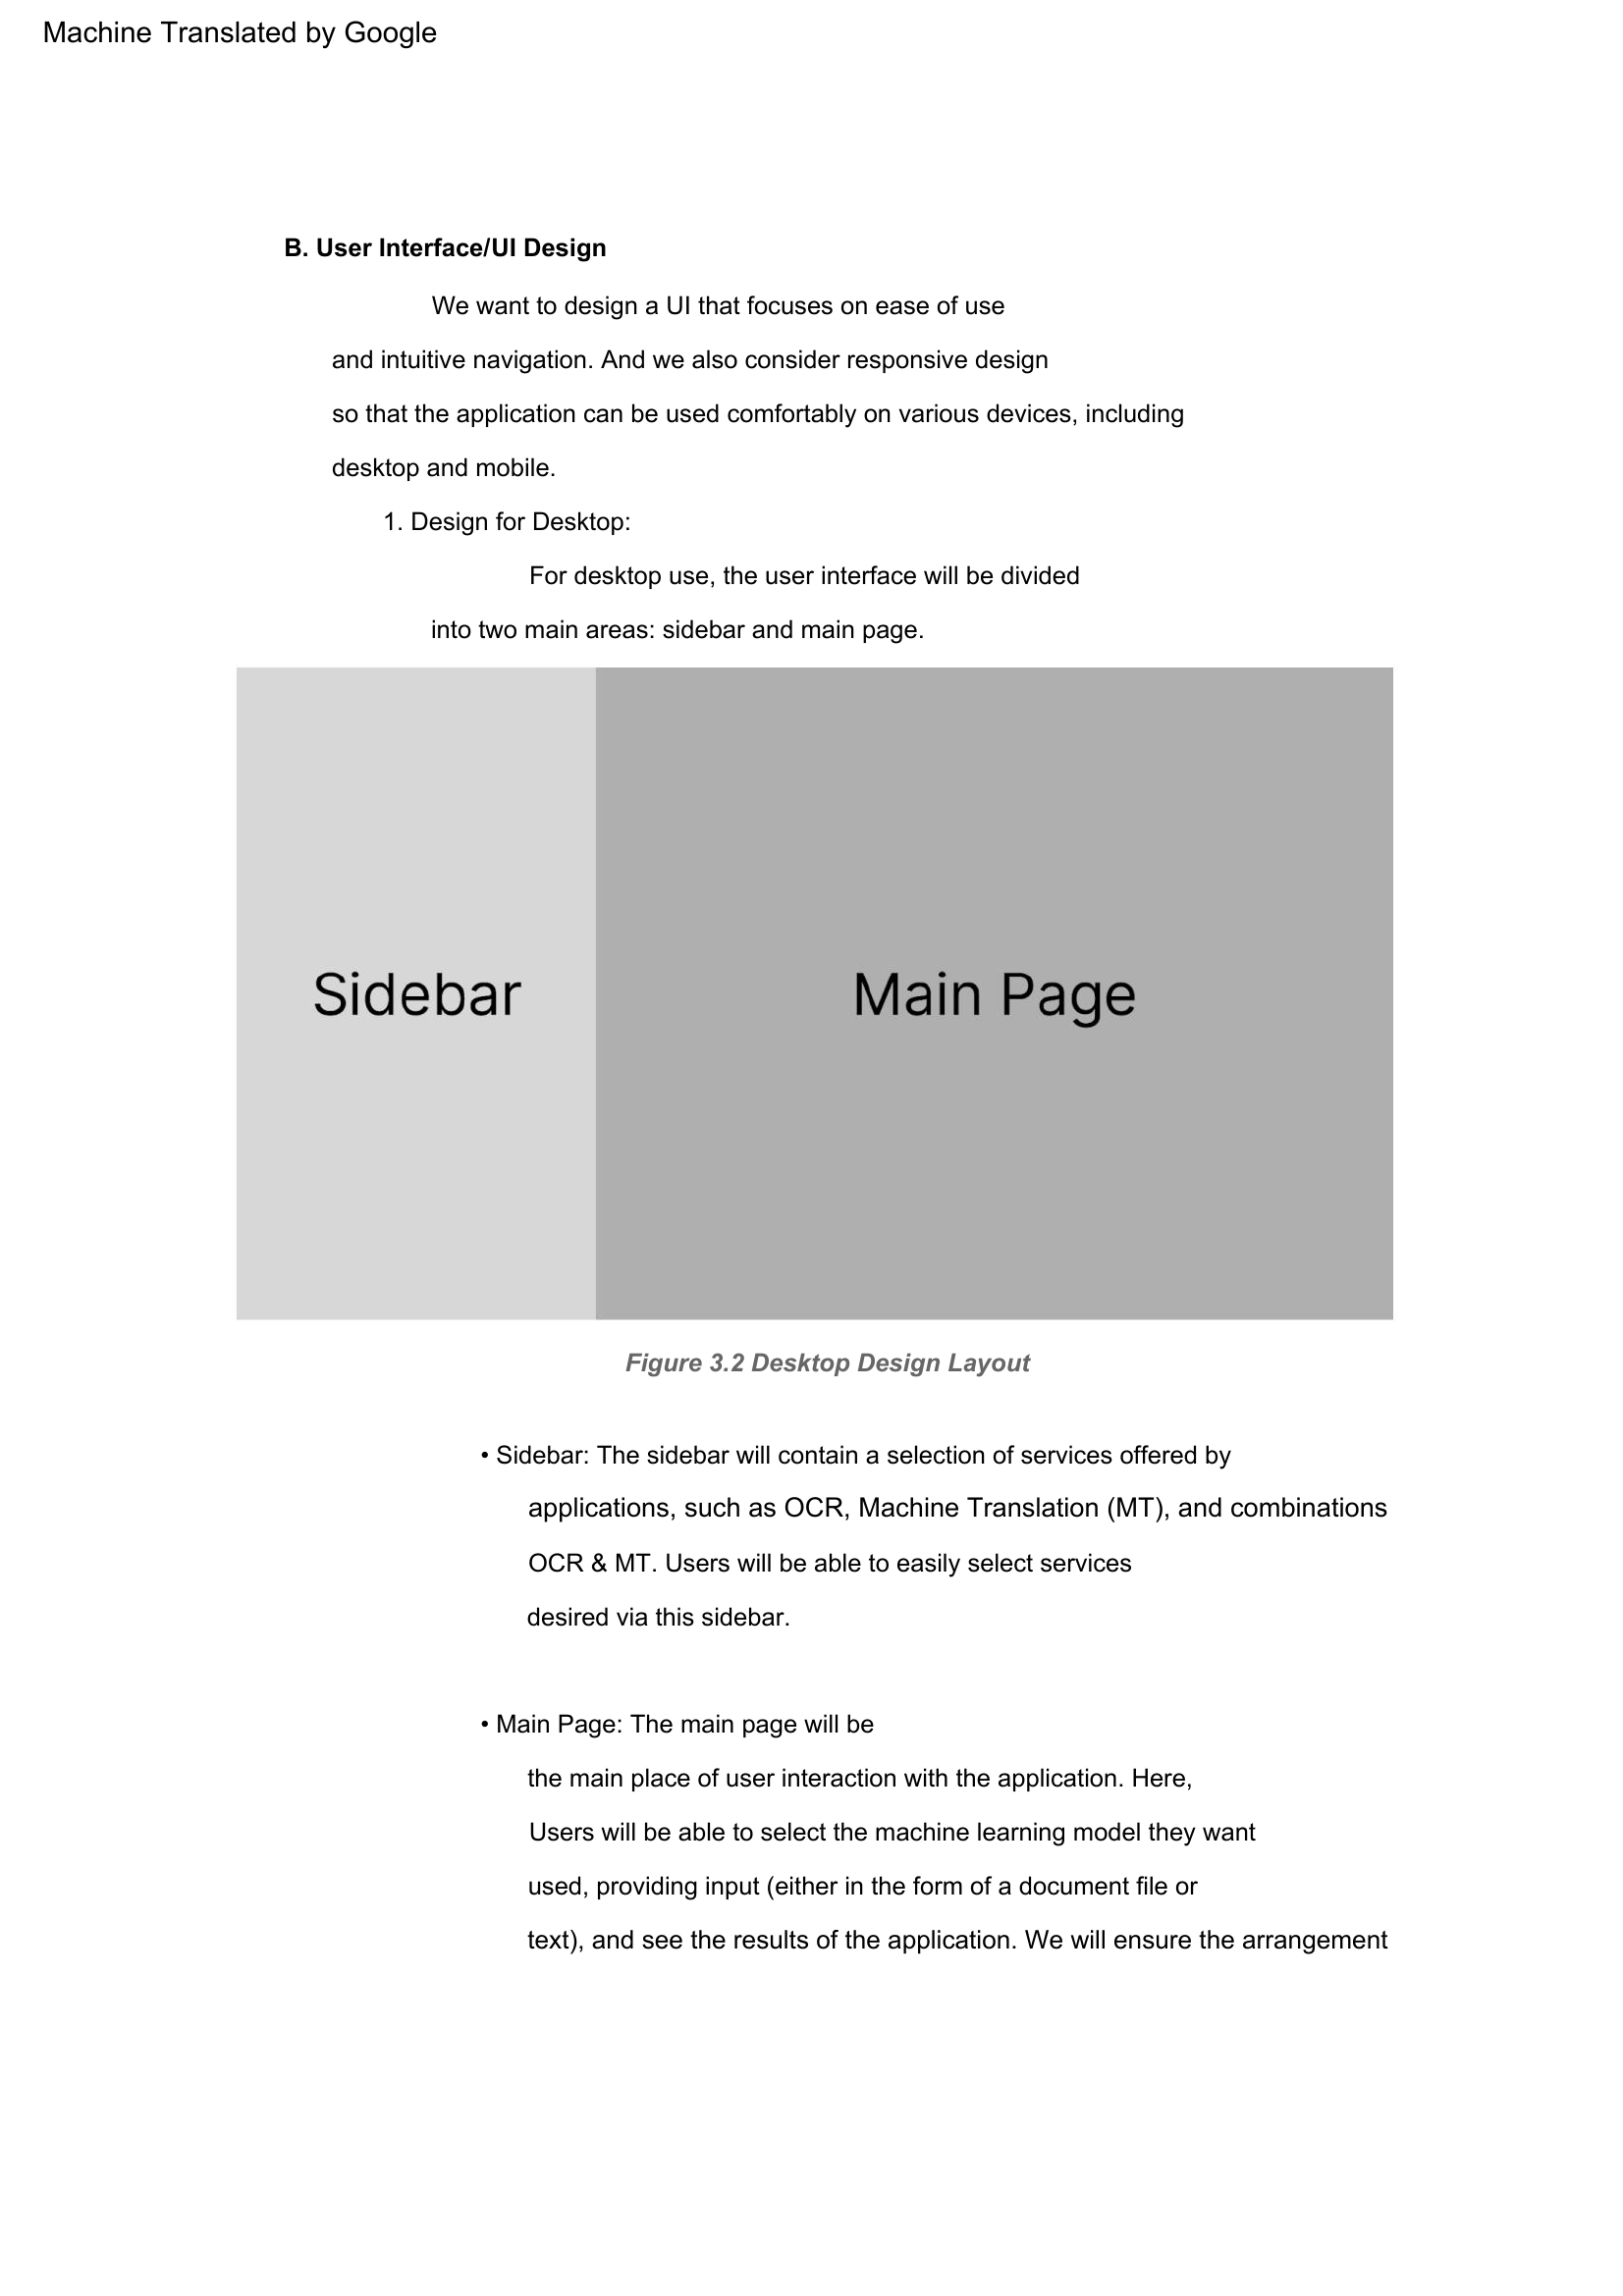 Machine Translated by Google
B. User Interface/UI Design
We want to design a UI that focuses on ease of use
and intuitive navigation. And we also consider responsive design
so that the application can be used comfortably on various devices, including
desktop and mobile.
1. Design for Desktop:
For desktop use, the user interface will be divided
into two main areas: sidebar and main page.
Sidebar
Main Page
Figure 3.2 Desktop Design Layout
• Sidebar: The sidebar will contain a selection of services offered by
applications, such as OCR, Machine Translation (MT), and combinations
OCR & MT. Users will be able to easily select services
desired via this sidebar.
• Main Page: The main page will be
the main place of user interaction with the application. Here,
Users will be able to select the machine learning model they want
used, providing input (either in the form of a document file or
text), and see the results of the application. We will ensure the arrangement